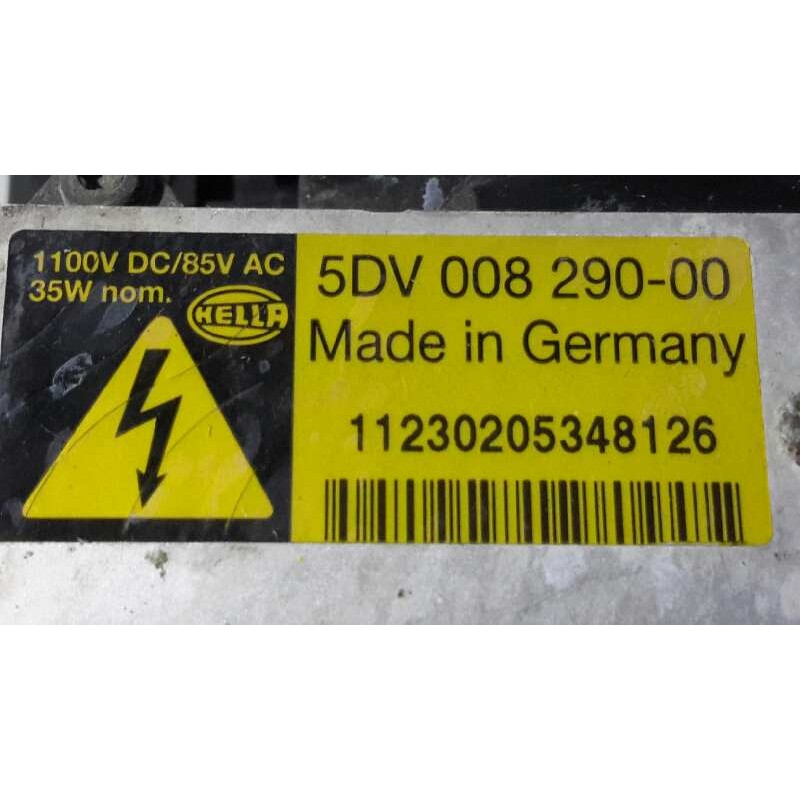 1100V DC/85V AC
35W nom.
HELLA
5DV 008 290-00
Made in Germany
11230205348126